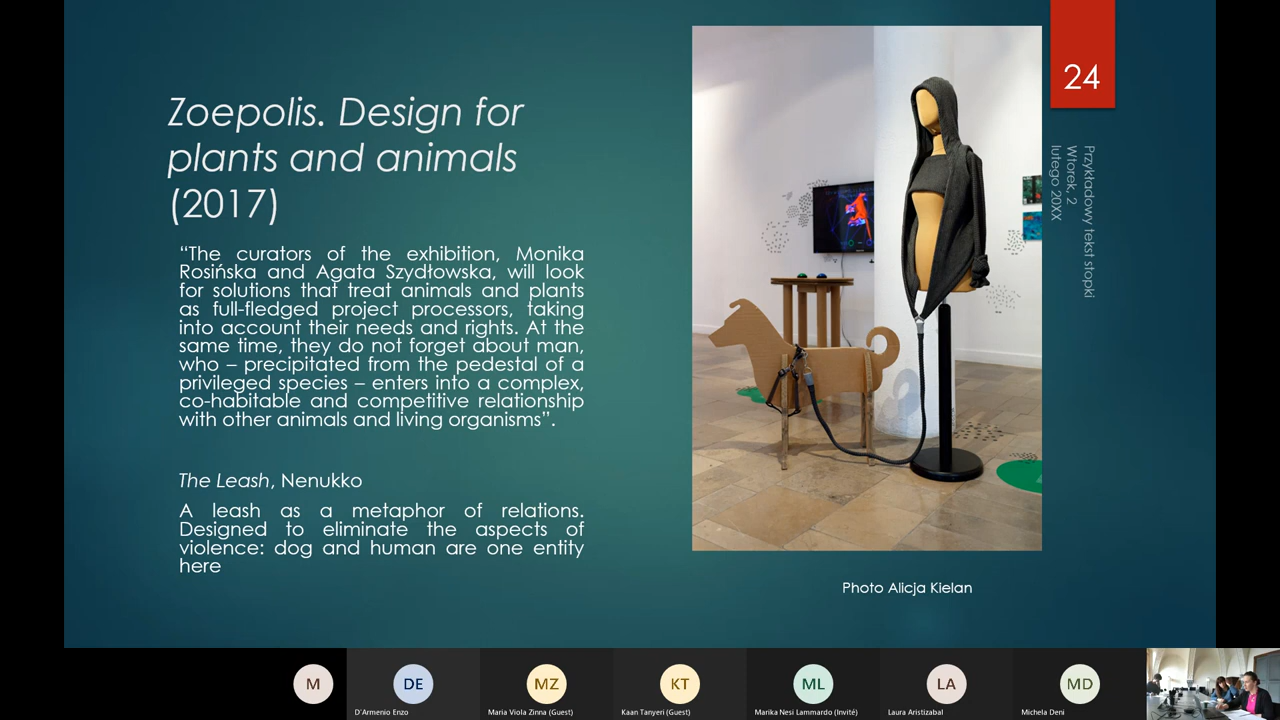 Zoepolis. Design for
plants and animals
(2017)
“The curators of the exhibition, Monika
Rosińska and Agata Szydłowska, will look
for solutions that treat animals and plants
as full-fledged project processors, taking
into account their needs and rights. At the
same time, they do not forget about man,
who – precipitated from the pedestal of a
privileged species – enters into a complex,
co-habitable and competitive relationship
with other animals and living organisms”.
The Leash, Nenukko
A leash as a metaphor of relations.
Designed to eliminate the aspects of
violence: dog and human are one entity
here
Photo Alicja Kielan
24
Przykładowy tekst stopki
Wtorek, 2
lutego 20XX
M
DE
D'Armenio Enzo
MZ
Maria Viola Zinna (Guest)
KT
Kaan Tanyeri (Guest)
ML
Marika Nesi Lammardo (Invité)
LA
Laura Aristizabal
MD
Michela Deni